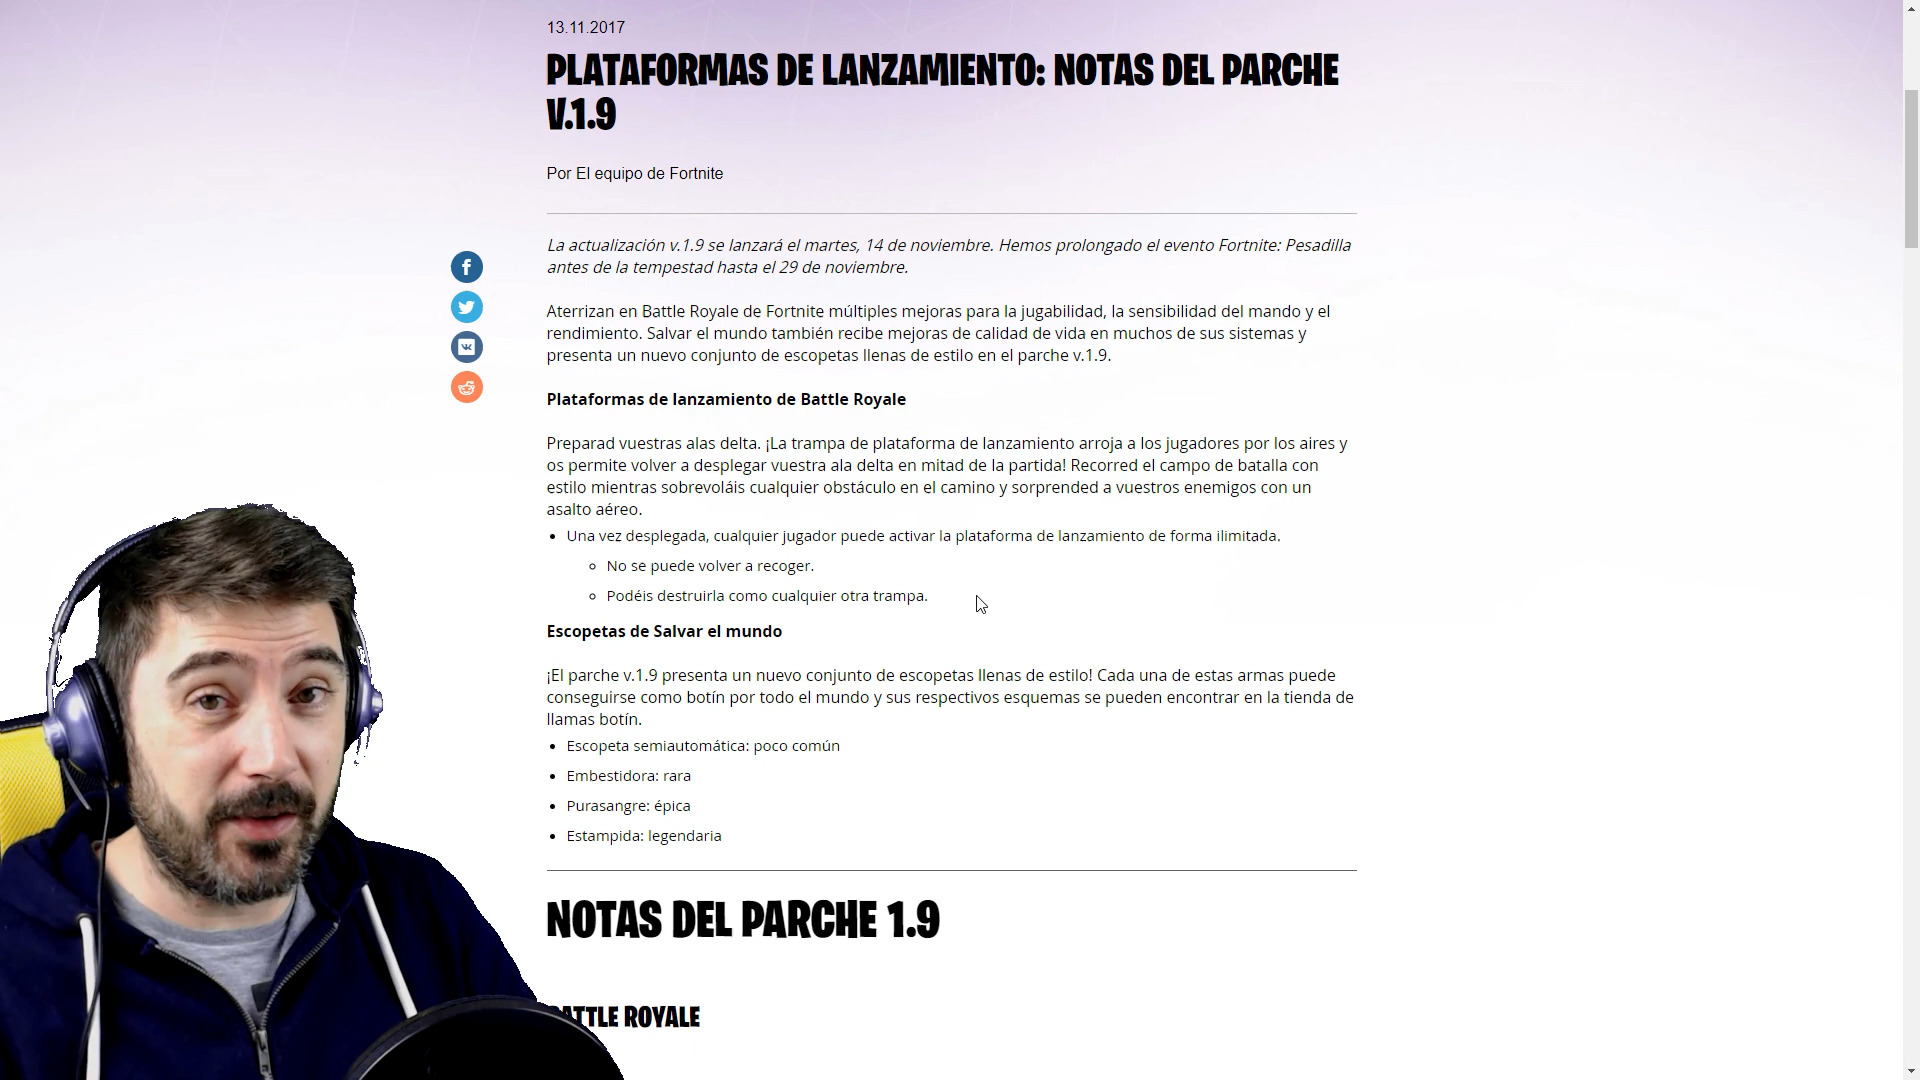 13.11.2017
PLATAFORMAS DE LANZAMIENTO: NOTAS DEL PARCHE
V.1.9
Por El equipo de Fortnite
La actualización v.1.9 se lanzará el martes, 14 de noviembre. Hemos prolongado el evento Fortnite: Pesadilla
antes de la tempestad hasta el 29 de noviembre.
Aterrizan en Battle Royale de Fortnite múltiples mejoras para la jugabilidad, la sensibilidad del mando y el
rendimiento. Salvar el mundo también recibe mejoras de calidad de vida en muchos de sus sistemas y
presenta un nuevo conjunto de escopetas llenas de estilo en el parche v.1.9.
Plataformas de lanzamiento de Battle Royale
Preparad vuestras alas delta. ¡La trampa de plataforma de lanzamiento arroja a los jugadores por los aires y
os permite volver a desplegar vuestra ala delta en mitad de la partida! Recorred el campo de batalla con
estilo mientras sobrevoláis cualquier obstáculo en el camino y sorprended a vuestros enemigos con un
asalto aéreo.
• Una vez desplegada, cualquier jugador puede activar la plataforma de lanzamiento de forma ilimitada.
◦ No se puede volver a recoger.
◦ Podéis destruirla como cualquier otra trampa.
Escopetas de Salvar el mundo
¡El parche v.1.9 presenta un nuevo conjunto de escopetas llenas de estilo! Cada una de estas armas puede
conseguirse como botín por todo el mundo y sus respectivos esquemas se pueden encontrar en la tienda de
llamas botín.
• Escopeta semiautomática: poco común
• Embestidora: rara
• Purasangre: épica
• Estampida: legendaria
NOTAS DEL PARCHE 1.9
BATTLE ROYALE